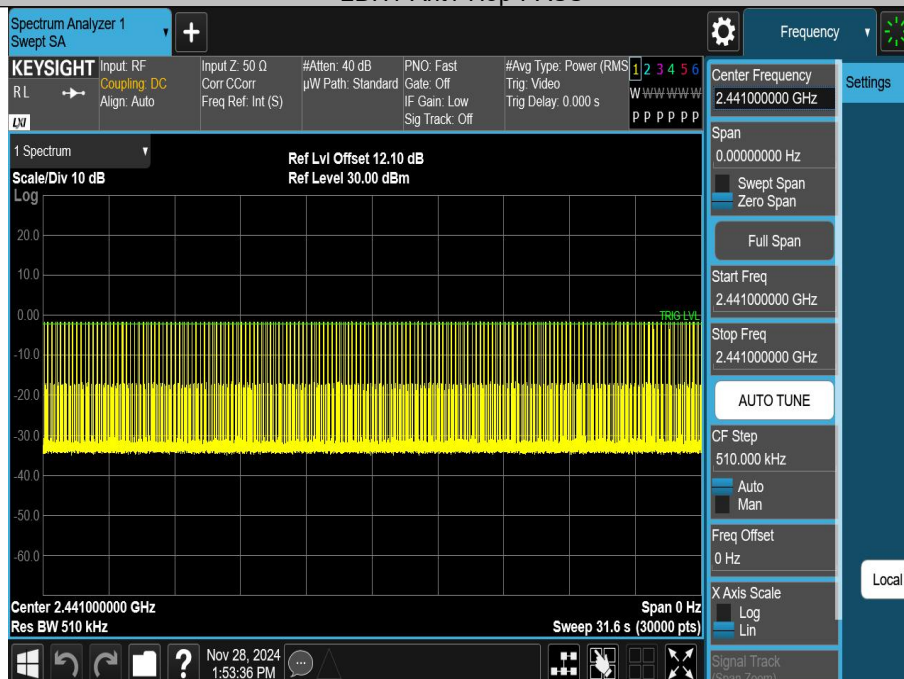 Spectrum Analyzer 1
Swept SA
+
Frequency
KEYSIGHT
RL
LXI
Input: RF
Coupling: DC
Align: Auto
Input Z: 50 Ω
Corr CCorr
Freq Ref: Int (S)
#Atten: 40 dB
µW Path: Standard
PNO: Fast
Gate: Off
IF Gain: Low
Sig Track: Off
#Avg Type: Power (RMS
Trig: Video
Trig Delay: 0.000 s
1 2 3 4 5 6
W W W W W W
P P P P P P
1 Spectrum
Scale/Div 10 dB
Ref Lvl Offset 12.10 dB
Ref Level 30.00 dBm
Log
20.0
10.0
0.00
TRIG LVL
-10.0
-20.0
-30.0
-40.0
-50.0
-60.0
Center 2.441000000 GHz
Span 0 Hz
Res BW 510 kHz
Sweep 31.6 s (30000 pts)
Nov 28, 2024
1:53:36 PM
Center Frequency
2.441000000 GHz
Settings
Span
0.00000000 Hz
Swept Span
Zero Span
Full Span
Start Freq
2.441000000 GHz
Stop Freq
2.441000000 GHz
AUTO TUNE
CF Step
510.000 kHz
Auto
Man
Freq Offset
0 Hz
Local
X Axis Scale
Log
Lin
Signal Track
(Span Zoom)